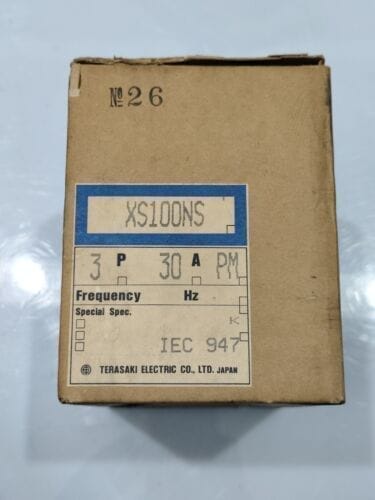 №26
XS100NS
3 P 30 A PM
Frequency Hz
Special Spec.
K
IEC 947
TERASAKI ELECTRIC CO., LTD. JAPAN